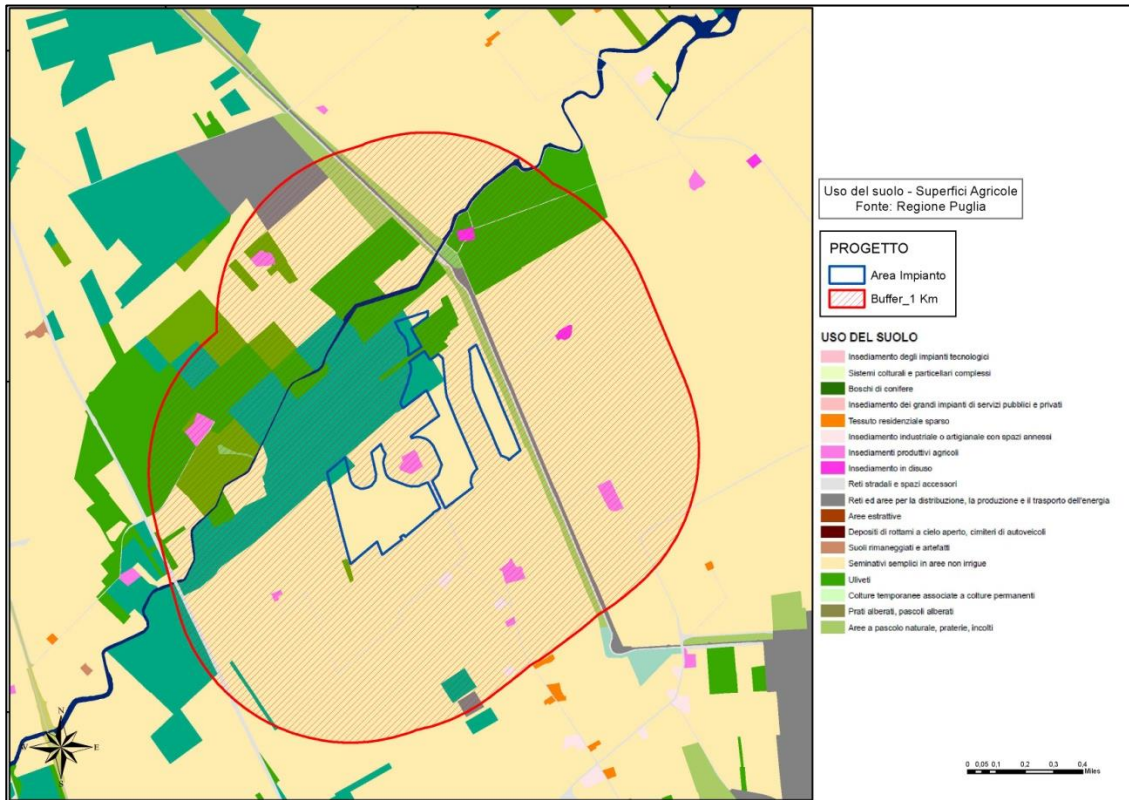 Uso del suolo - Superfici Agricole
Fonte: Regione Puglia
PROGETTO
Area Impianto
Buffer_1 Km
USO DEL SUOLO
Insediamento degli impianti tecnologici
Sistemi colturali e particellari complessi
Boschi di conifere
Insediamento dei grandi impianti di servizi pubblici e privati
Tessuto residenziale sparso
Insediamento industriale o artigianale con spazi annessi
Insediamenti produttivi agricoli
Insediamento in disuso
Reti stradali e spazi accessori
Reti ed aree per la distribuzione, la produzione e il trasporto dell'energia
Aree estrattive
Depositi di rottami a cielo aperto, cimiteri di autoveicoli
Suoli rimaneggiati e artefatti
Seminativi semplici in aree non irrigue
Uliveti
Colture temporanee associate a colture permanenti
Prati alberati, pascoli alberati
Aree a pascolo naturale, praterie, incolti
N
W E
S
0 0,05 0,1 0,2 0,3 0,4
Miles